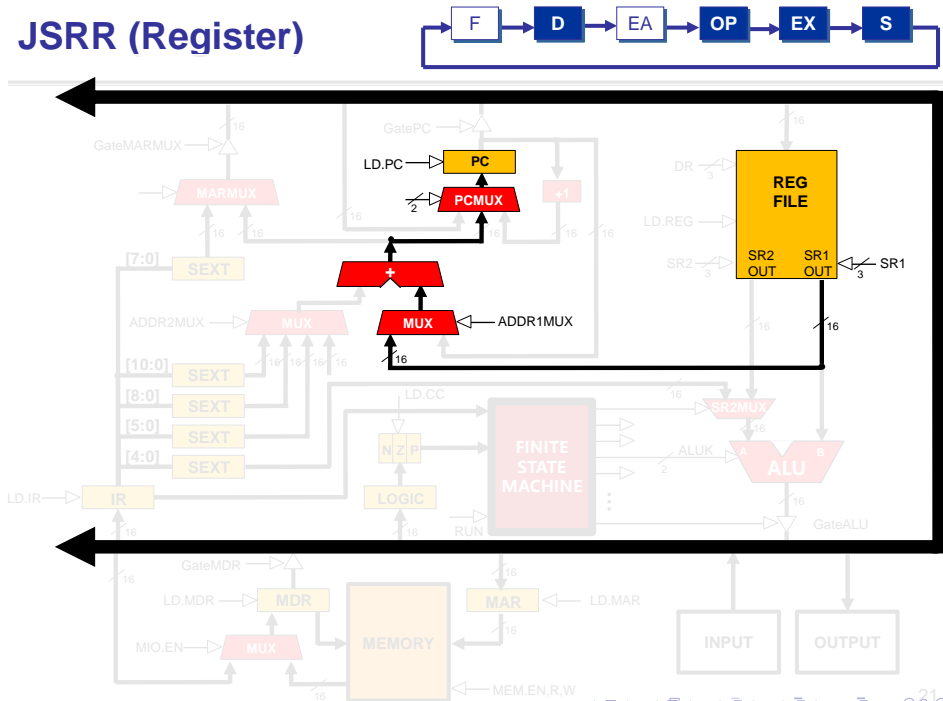 JSRR (Register)
F D EA OP EX S
16 GatePC 16
GateMARMUX
LD.PC PC
DR 3
REG
FILE
MARMUX
2 PCMUX +1
16 16 16 16 16 16
LD.REG
[7:0] SEXT
+
SR2 3
SR2 SR1
OUT OUT
3 SR1
ADDR2MUX MUX MUX ADDR1MUX
16 16
16 16 16 16 16 16
[10:0] SEXT
[8:0] SEXT
LD.CC
16
SR2MUX
[5:0] SEXT
16
N Z P
FINITE
STATE
MACHINE
ALUK
2
A B
ALU
[4:0] SEXT
LD.IR IR
LOGIC
16
16 16
RUN
GateALU
GateMDR
16 16
LD.MDR MDR MAR LD.MAR
16
MIO.EN MUX MEMORY INPUT OUTPUT
16
MEM.EN,R,W
21